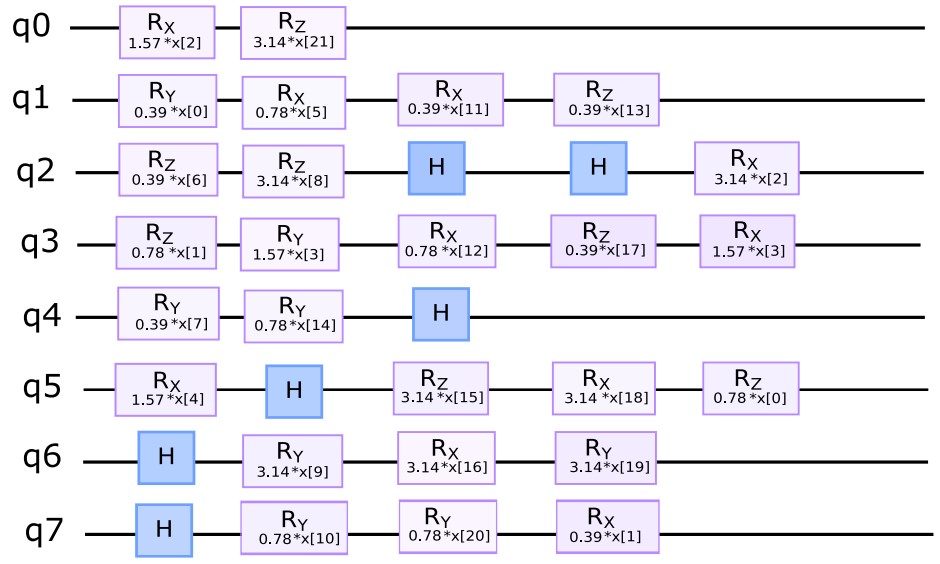 q0 R_X 1.57*x[2] R_Z 3.14*x[21]
q1 R_Y 0.39*x[0] R_X 0.78*x[5] R_X 0.39*x[11] R_Z 0.39*x[13]
q2 R_Z 0.39*x[6] R_Z 3.14*x[8] H H R_X 3.14*x[2]
q3 R_Z 0.78*x[1] R_Y 1.57*x[3] R_X 0.78*x[12] R_Z 0.39*x[17] R_X 1.57*x[3]
q4 R_Y 0.39*x[7] R_Y 0.78*x[14] H
q5 R_X 1.57*x[4] H R_Z 3.14*x[15] R_X 3.14*x[18] R_Z 0.78*x[0]
q6 H R_Y 3.14*x[9] R_X 3.14*x[16] R_Y 3.14*x[19]
q7 H R_Y 0.78*x[10] R_Y 0.78*x[20] R_X 0.39*x[1]